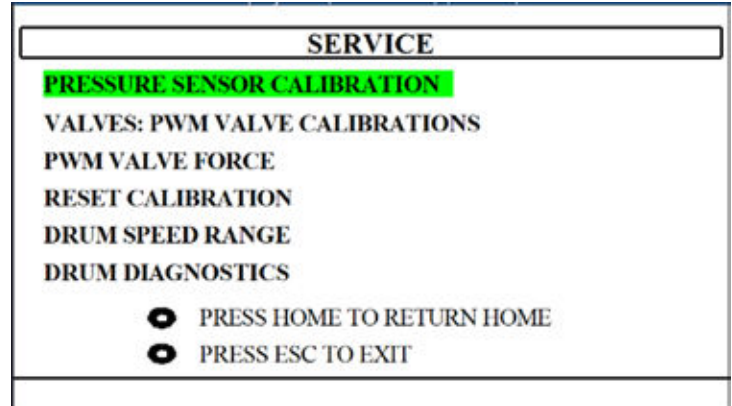 SERVICE
PRESSURE SENSOR CALIBRATION
VALVES: PWM VALVE CALIBRATIONS
PWM VALVE FORCE
RESET CALIBRATION
DRUM SPEED RANGE
DRUM DIAGNOSTICS
PRESS HOME TO RETURN HOME
PRESS ESC TO EXIT